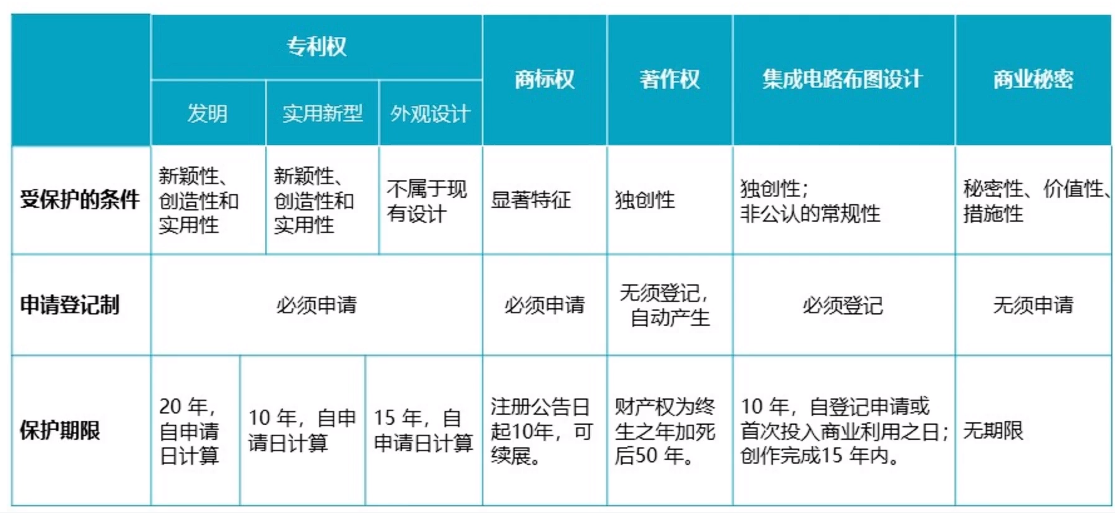 专利权
商标权
著作权
集成电路布图设计
商业秘密
发明
实用新型
外观设计
受保护的条件
新颖性、
创造性和
实用性
新颖性、
创造性和
实用性
不属于现
有设计
显著特征
独创性
独创性；
非公认的常规性
秘密性、价值性、
措施性
申请登记制
必须申请
必须申请
无须登记，
自动产生
必须登记
无须申请
保护期限
20 年，
自申请
日计算
10 年，自申
请日计算
15 年，自
申请日计算
注册公告日
起10年，可
续展。
财产权为终
生之年加死
后50 年。
10 年，自登记申请或
首次投入商业利用之日；
创作完成15 年内。
无期限